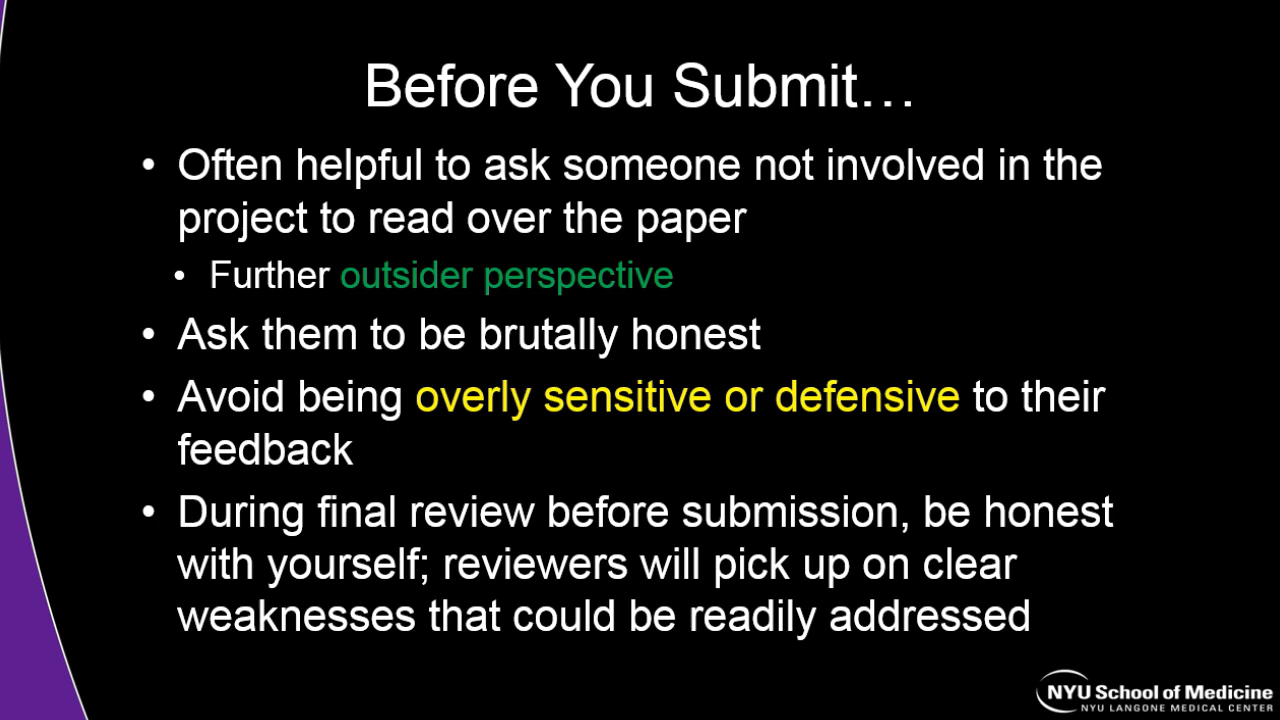 Before You Submit…
• Often helpful to ask someone not involved in the
project to read over the paper
• Further outsider perspective
• Ask them to be brutally honest
• Avoid being overly sensitive or defensive to their
feedback
• During final review before submission, be honest
with yourself; reviewers will pick up on clear
weaknesses that could be readily addressed
NYU School of Medicine
NYU LANGONE MEDICAL CENTER